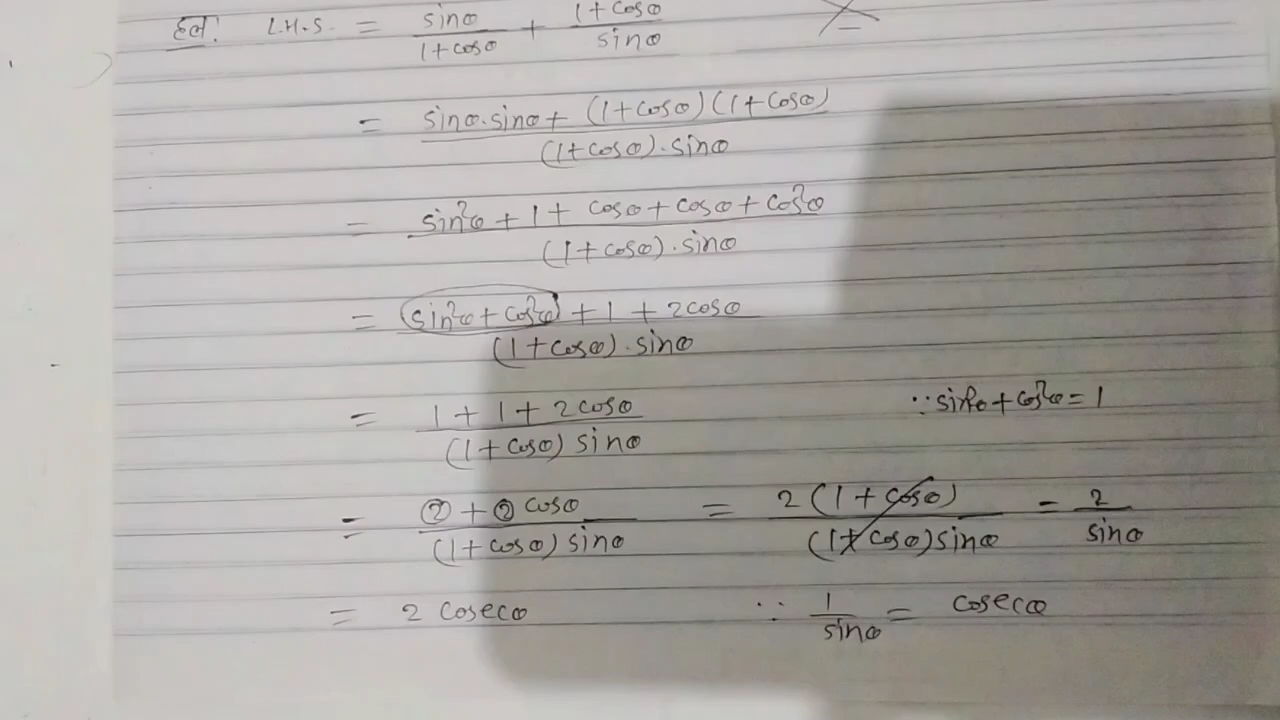 हल: L.H.S. = sinθ/(1+cosθ) + (1+cosθ)/sinθ
= (sinθ.sinθ + (1+cosθ)(1+cosθ))/((1+cosθ).sinθ)
= (sin²θ + 1 + cosθ + cosθ + cos²θ)/((1+cosθ).sinθ)
= ((sin²θ + cos²θ) + 1 + 2cosθ)/((1+cosθ).sinθ)
= (1 + 1 + 2cosθ)/((1+cosθ) sinθ) ∵ sin²θ + cos²θ = 1
= (2 + 2 cosθ)/((1+cosθ) sinθ) = 2(1+cosθ)/((1+cosθ)sinθ) = 2/sinθ
= 2 cosecθ ∵ 1/sinθ = cosecθ